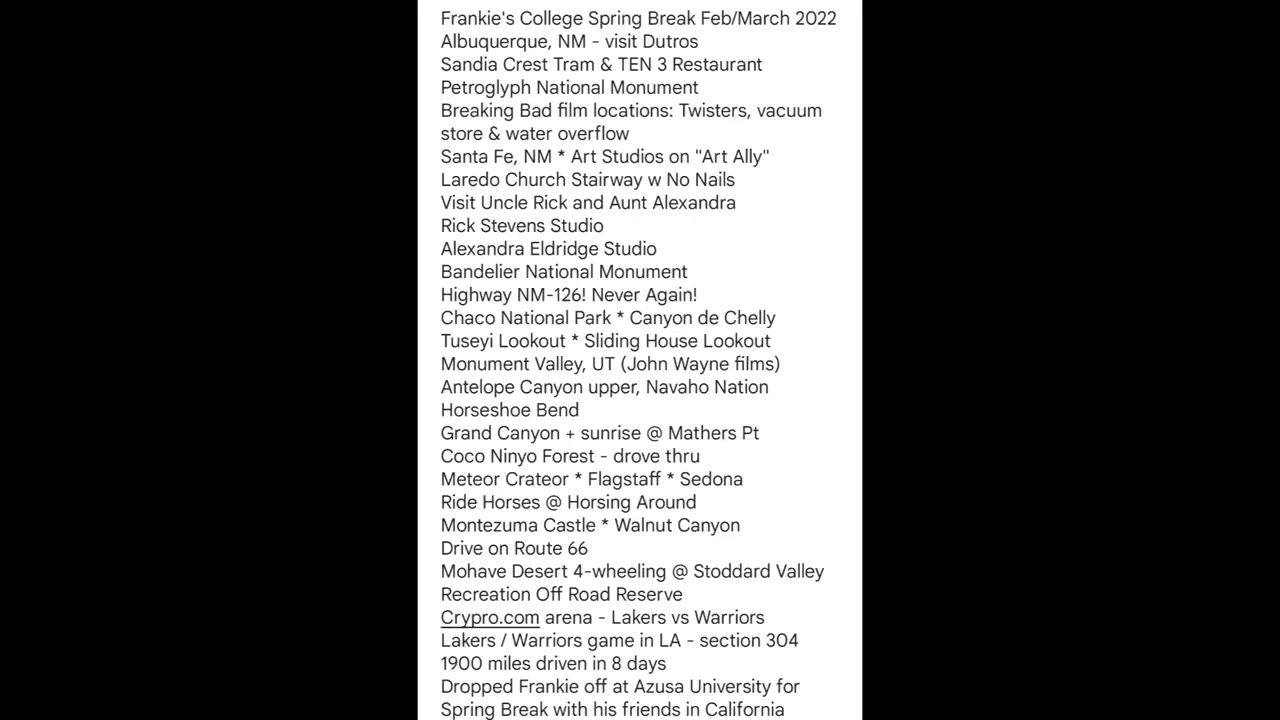 Frankie's College Spring Break Feb/March 2022
Albuquerque, NM - visit Dutros
Sandia Crest Tram & TEN 3 Restaurant
Petroglyph National Monument
Breaking Bad film locations: Twisters, vacuum
store & water overflow
Santa Fe, NM * Art Studios on "Art Ally"
Laredo Church Stairway w No Nails
Visit Uncle Rick and Aunt Alexandra
Rick Stevens Studio
Alexandra Eldridge Studio
Bandelier National Monument
Highway NM-126! Never Again!
Chaco National Park * Canyon de Chelly
Tuseyi Lookout * Sliding House Lookout
Monument Valley, UT (John Wayne films)
Antelope Canyon upper, Navaho Nation
Horseshoe Bend
Grand Canyon + sunrise @ Mathers Pt
Coco Ninyo Forest - drove thru
Meteor Crateor * Flagstaff * Sedona
Ride Horses @ Horsing Around
Montezuma Castle * Walnut Canyon
Drive on Route 66
Mohave Desert 4-wheeling @ Stoddard Valley
Recreation Off Road Reserve
Crypro.com arena - Lakers vs Warriors
Lakers / Warriors game in LA - section 304
1900 miles driven in 8 days
Dropped Frankie off at Azusa University for
Spring Break with his friends in California